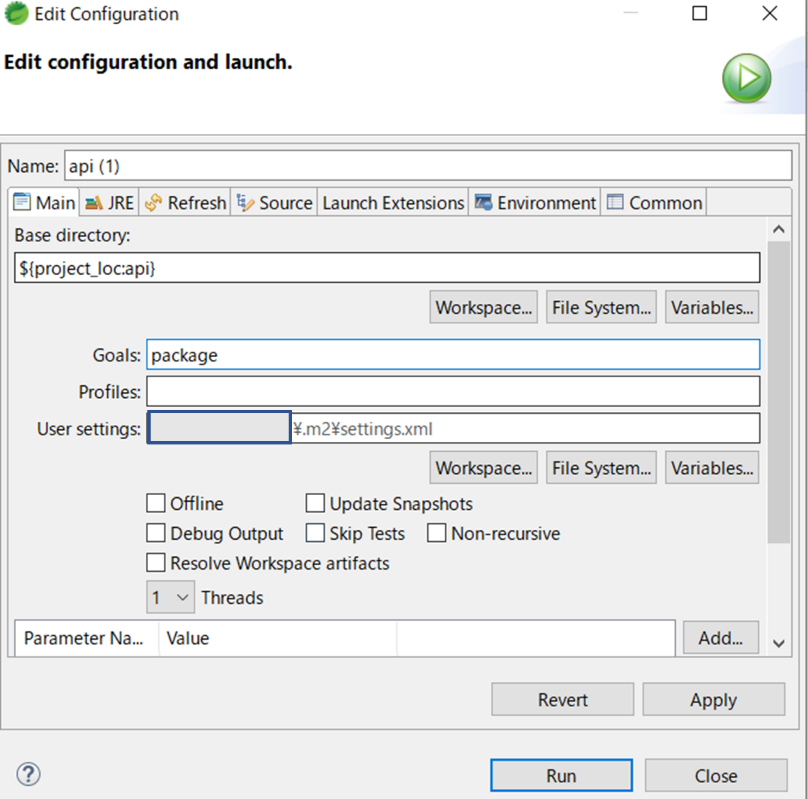 Edit Configuration
Edit configuration and launch.
Name: api (1)
Main JRE Refresh Source Launch Extensions Environment Common
Base directory:
${project_loc:api}
Workspace... File System... Variables...
Goals: package
Profiles:
User settings: ¥.m2¥settings.xml
Workspace... File System... Variables...
Offline Update Snapshots
Debug Output Skip Tests Non-recursive
Resolve Workspace artifacts
1 Threads
Parameter Na... Value Add...
Revert Apply
? Run Close